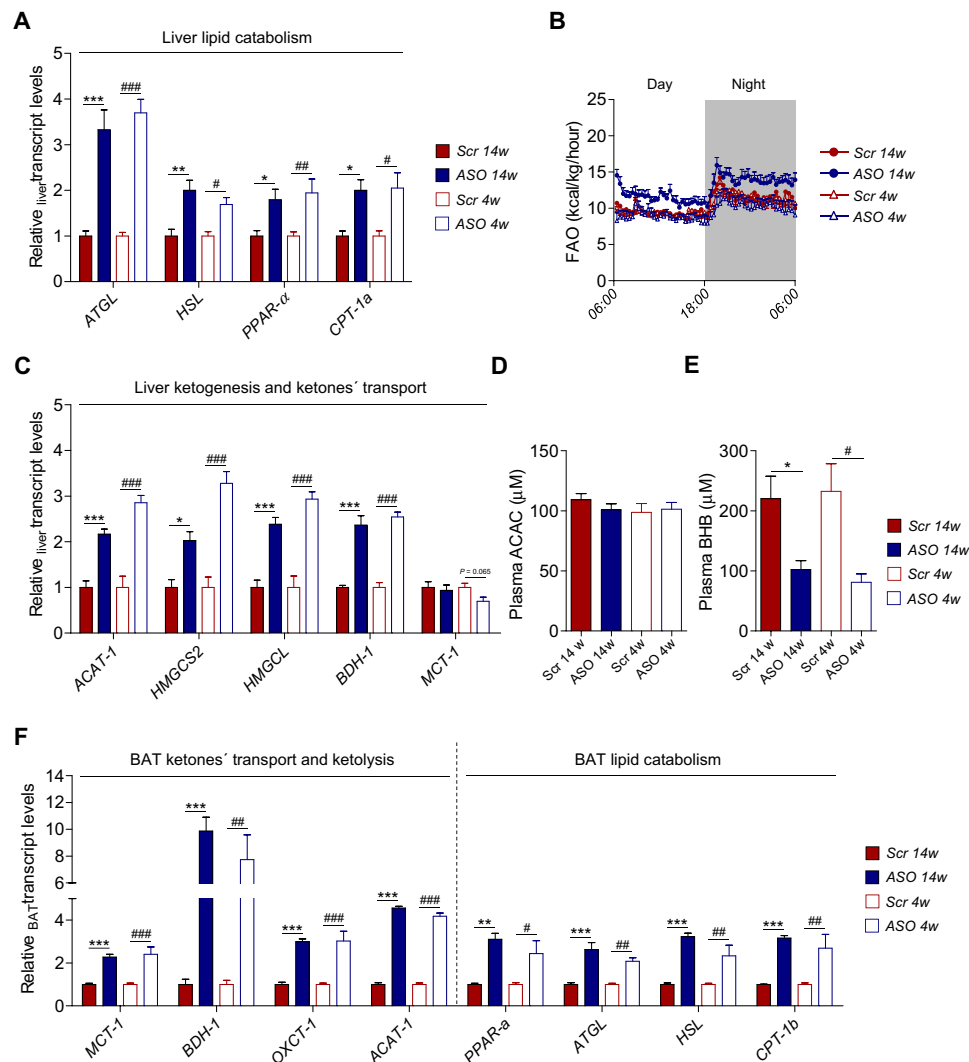 A
Liver lipid catabolism
Relative liver transcript levels
5
4
3
2
1
0
***
###
**
#
*
##
*
#
ATGL
HSL
PPAR-α
CPT-1a
Scr 14w
ASO 14w
Scr 4w
ASO 4w
B
Day
Night
FAO (kcal/kg/hour)
25
20
15
10
5
0
06:00
18:00
06:00
Scr 14w
ASO 14w
Scr 4w
ASO 4w
C
Liver ketogenesis and ketones´ transport
Relative liver transcript levels
5
4
3
2
1
0
***
###
*
###
***
###
***
###
P = 0.065
ACAT-1
HMGCS2
HMGCL
BDH-1
MCT-1
D
Plasma ACAC (μM)
150
100
50
0
Scr 14 w
ASO 14w
Scr 4w
ASO 4w
E
Plasma BHB (μM)
300
200
100
0
*
#
Scr 14 w
ASO 14w
Scr 4w
ASO 4w
Scr 14w
ASO 14w
Scr 4w
ASO 4w
F
BAT ketones´ transport and ketolysis
BAT lipid catabolism
Relative BAT transcript levels
14
12
10
8
6
4
2
0
***
###
***
##
***
###
***
###
**
#
***
##
***
##
***
##
MCT-1
BDH-1
OXCT-1
ACAT-1
PPAR-a
ATGL
HSL
CPT-1b
Scr 14w
ASO 14w
Scr 4w
ASO 4w